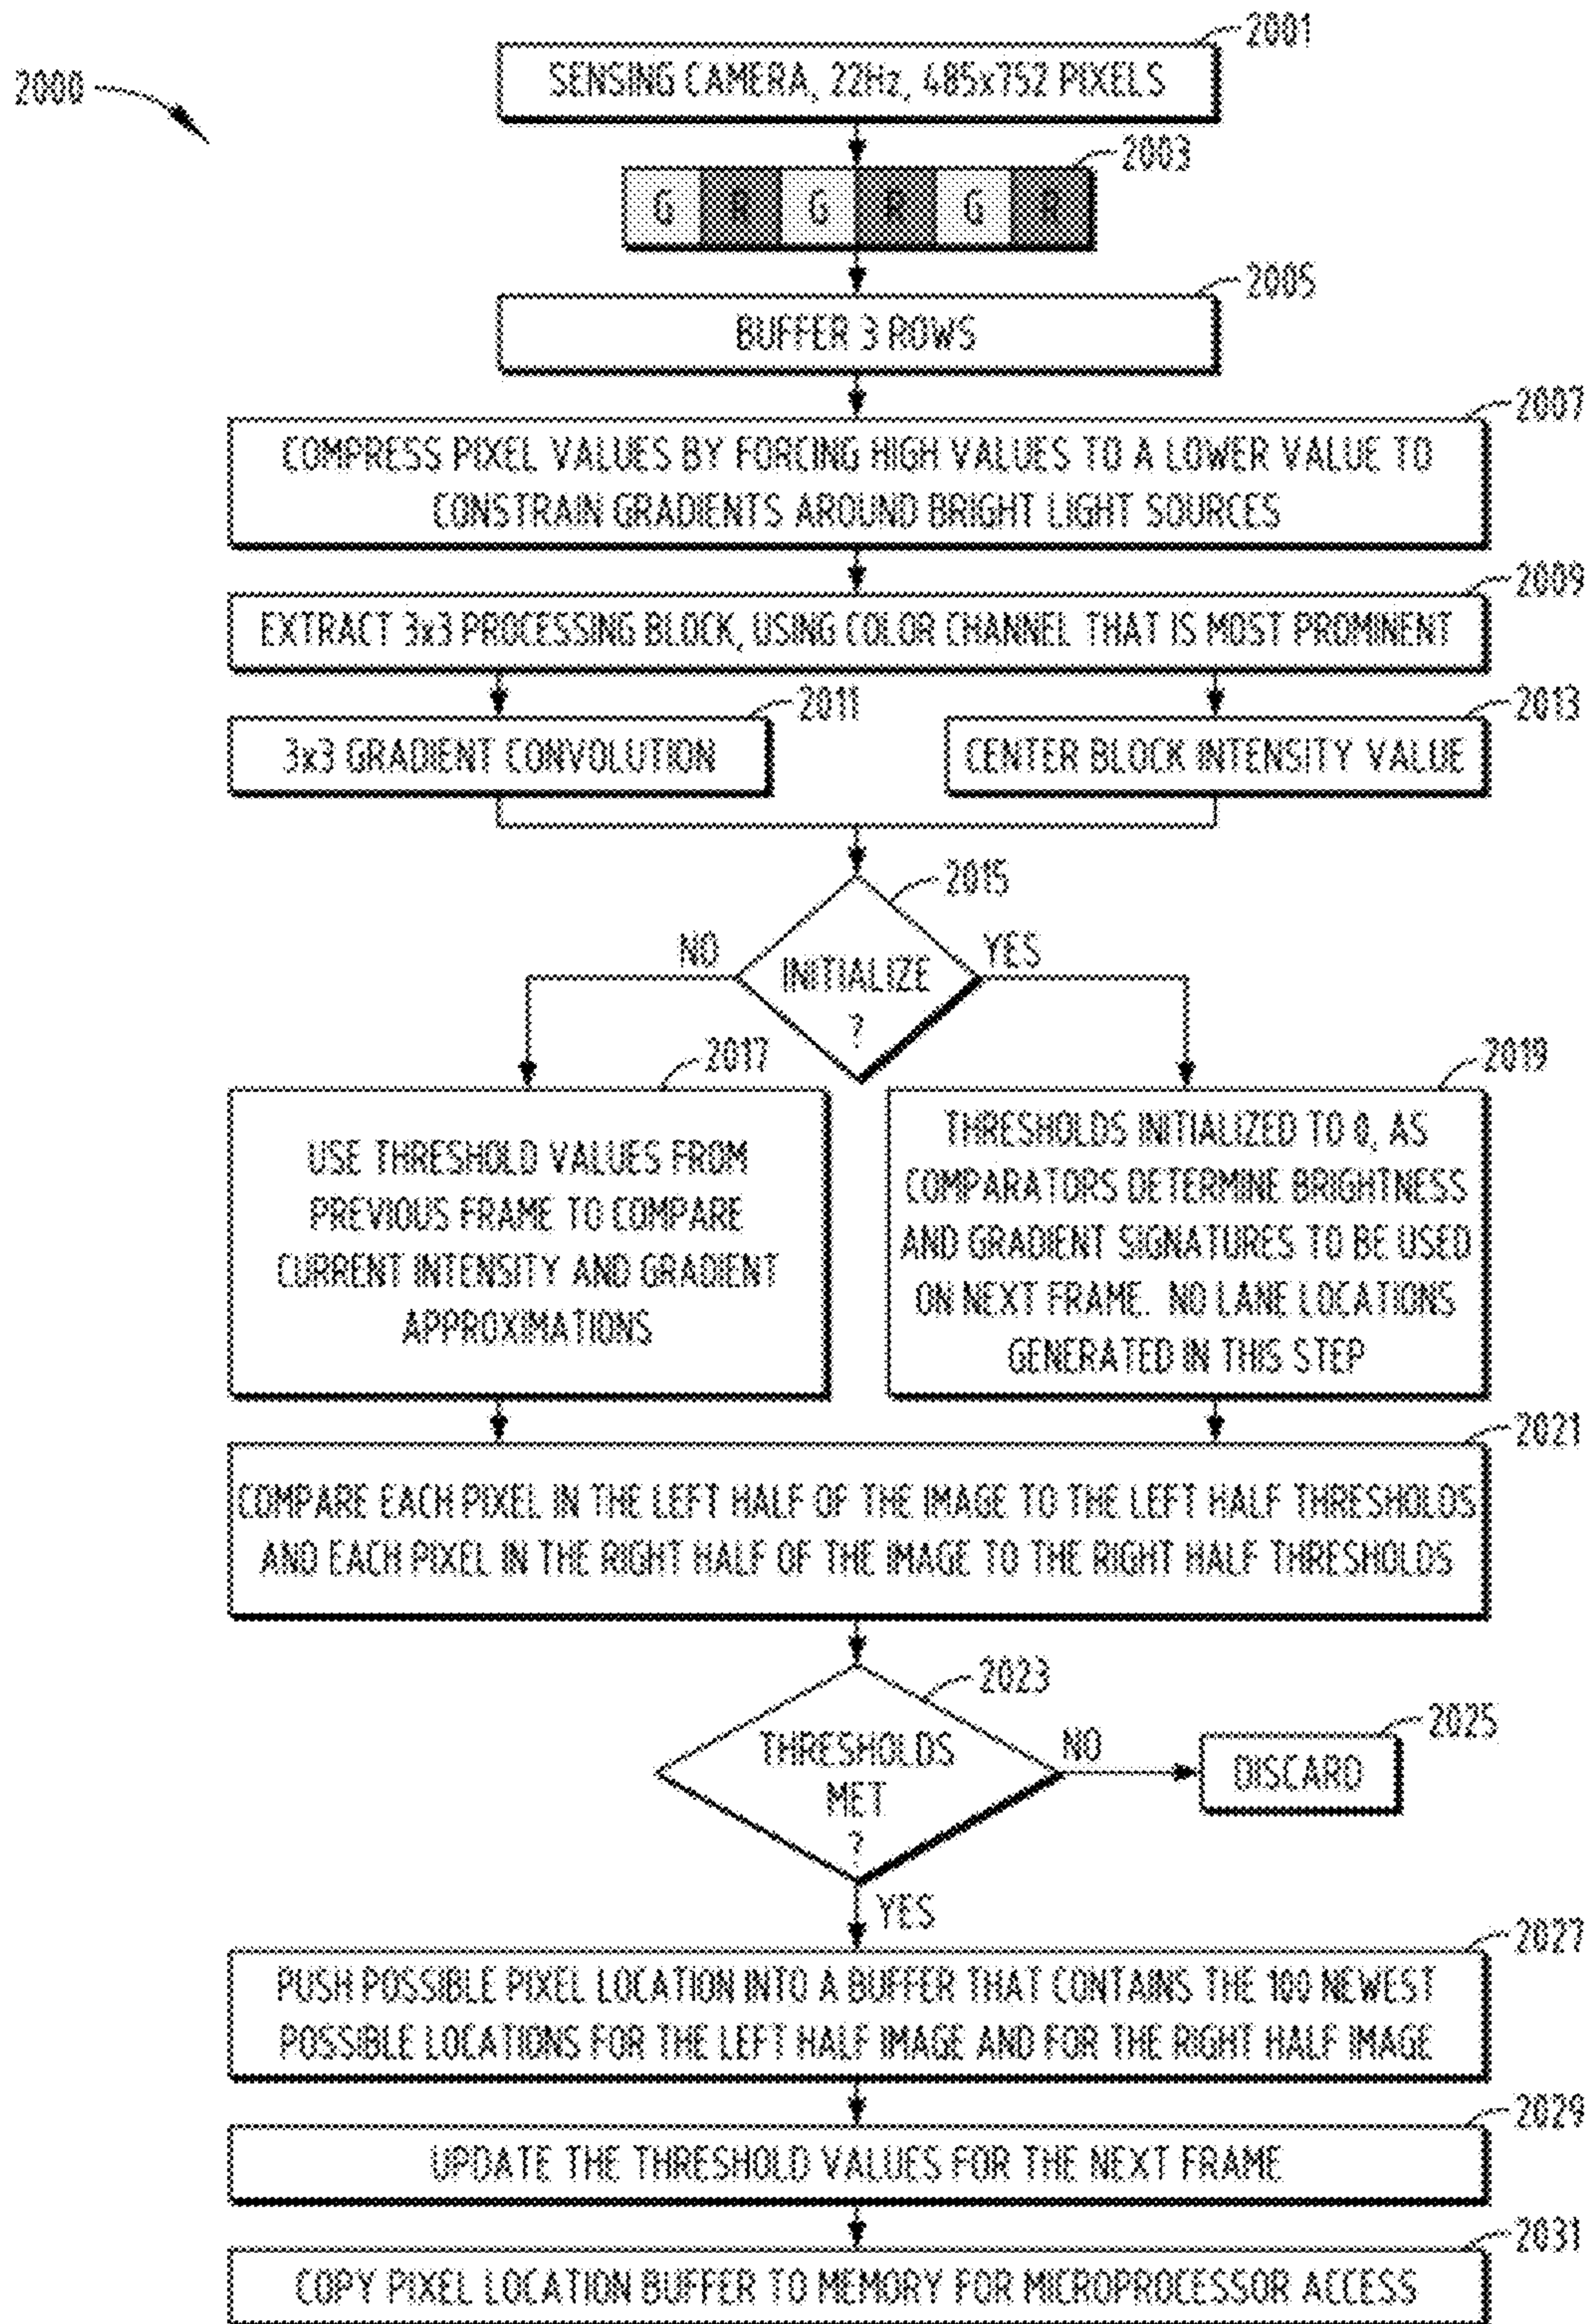 2000
2001
SENSING CAMERA, 22Hz, 485x752 PIXELS
2003
G R G R G R
2005
BUFFER 3 ROWS
2007
COMPRESS PIXEL VALUES BY FORCING HIGH VALUES TO A LOWER VALUE TO
CONSTRAIN GRADIENTS AROUND BRIGHT LIGHT SOURCES
2009
EXTRACT 3x3 PROCESSING BLOCK, USING COLOR CHANNEL THAT IS MOST PROMINENT
2011
3x3 GRADIENT CONVOLUTION
2013
CENTER BLOCK INTENSITY VALUE
2015
INITIALIZE
?
NO
YES
2017
USE THRESHOLD VALUES FROM
PREVIOUS FRAME TO COMPARE
CURRENT INTENSITY AND GRADIENT
APPROXIMATIONS
2019
THRESHOLDS INITIALIZED TO 0, AS
COMPARATORS DETERMINE BRIGHTNESS
AND GRADIENT SIGNATURES TO BE USED
ON NEXT FRAME. NO LANE LOCATIONS
GENERATED IN THIS STEP
2021
COMPARE EACH PIXEL IN THE LEFT HALF OF THE IMAGE TO THE LEFT HALF THRESHOLDS
AND EACH PIXEL IN THE RIGHT HALF OF THE IMAGE TO THE RIGHT HALF THRESHOLDS
2023
THRESHOLDS
MET
?
NO
2025
DISCARD
YES
2027
PUSH POSSIBLE PIXEL LOCATION INTO A BUFFER THAT CONTAINS THE 100 NEWEST
POSSIBLE LOCATIONS FOR THE LEFT HALF IMAGE AND FOR THE RIGHT HALF IMAGE
2029
UPDATE THE THRESHOLD VALUES FOR THE NEXT FRAME
2031
COPY PIXEL LOCATION BUFFER TO MEMORY FOR MICROPROCESSOR ACCESS